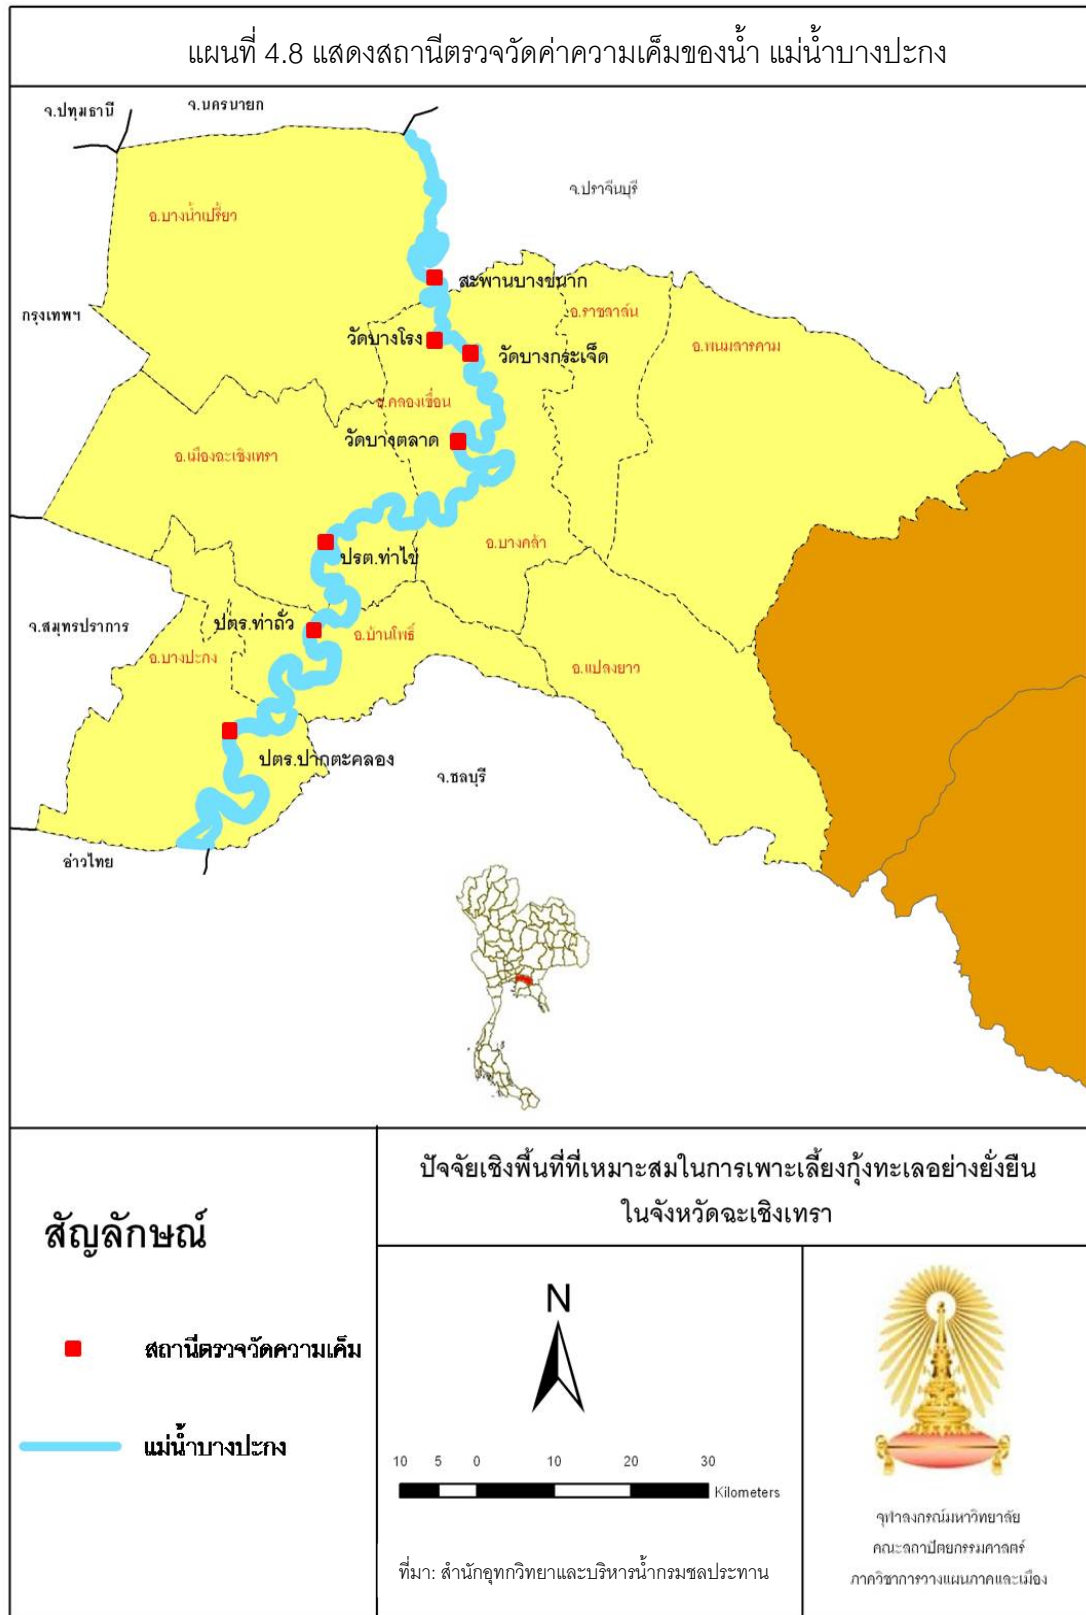 แผนที่ 4.8 แสดงสถานีตรวจวัดค่าความเค็มของน้ำ แม่น้ำบางปะกง
จ.ปทุมธานี
จ.นครนายก
จ.ปราจีนบุรี
อ.บางน้ำเปรี้ยว
สะพานบางขนาก
กรุงเทพฯ
อ.ราชสาส์น
วัดบางโรง
อ.พนมสารคาม
วัดบางกระเจ็ด
อ.คลองเขื่อน
วัดบางตลาด
อ.เมืองฉะเชิงเทรา
อ.บางคล้า
ปรต.ท่าไข่
จ.สมุทรปราการ
ปตร.ท่าถั่ว
อ.บ้านโพธิ์
อ.บางปะกง
อ.แปลงยาว
ปตร.ปากตะคลอง
จ.ชลบุรี
อ่าวไทย
สัญลักษณ์
สถานีตรวจวัดความเค็ม
แม่น้ำบางปะกง
ปัจจัยเชิงพื้นที่ที่เหมาะสมในการเพาะเลี้ยงกุ้งทะเลอย่างยั่งยืน
ในจังหวัดฉะเชิงเทรา
N
10 5 0 10 20 30
Kilometers
ที่มา: สำนักอุทกวิทยาและบริหารน้ำกรมชลประทาน
จุฬาลงกรณ์มหาวิทยาลัย
คณะสถาปัตยกรรมศาสตร์
ภาควิชาการวางแผนภาคและเมือง